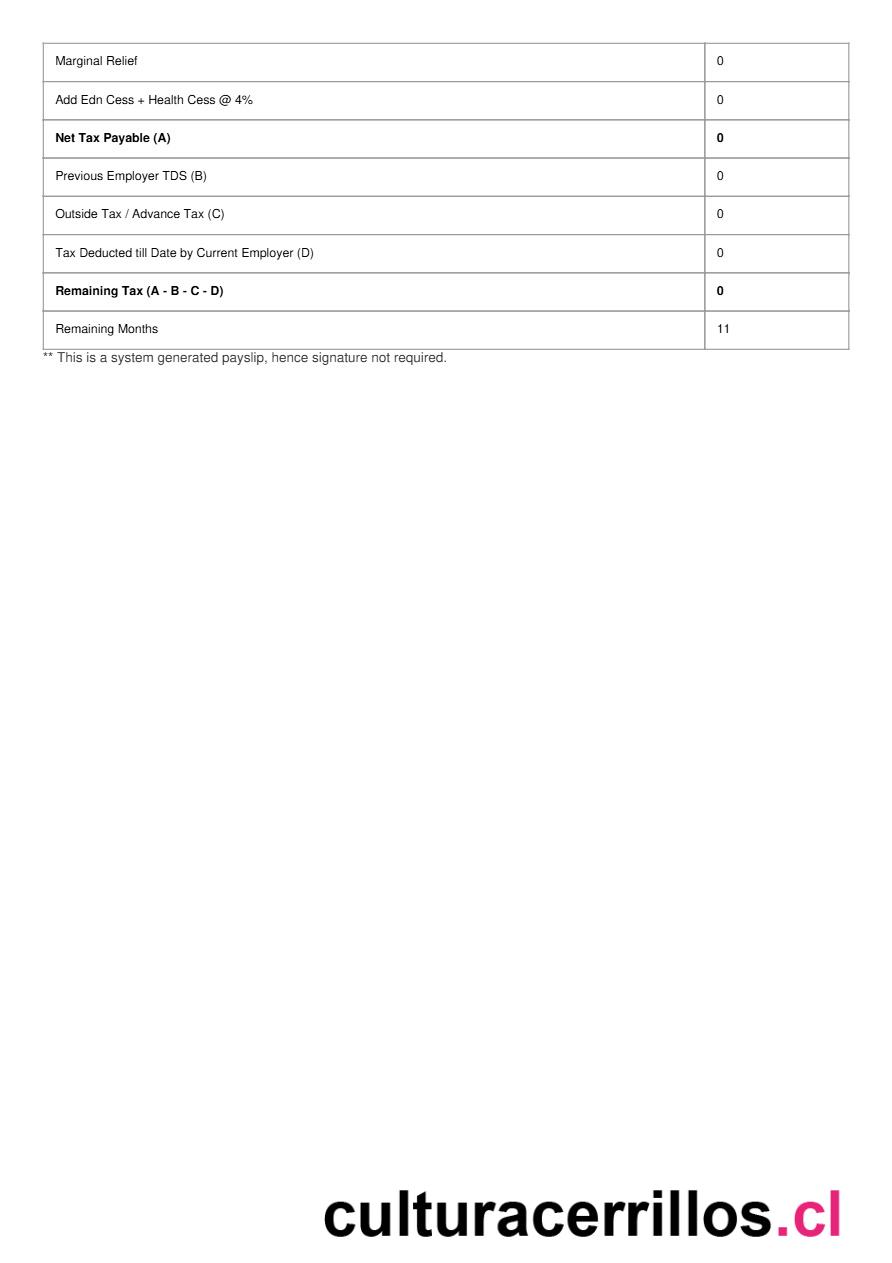 Marginal Relief 0
Add Edn Cess + Health Cess @ 4% 0
Net Tax Payable (A) 0
Previous Employer TDS (B) 0
Outside Tax / Advance Tax (C) 0
Tax Deducted till Date by Current Employer (D) 0
Remaining Tax (A - B - C - D) 0
Remaining Months 11
** This is a system generated payslip, hence signature not required.
culturacerrillos.cl